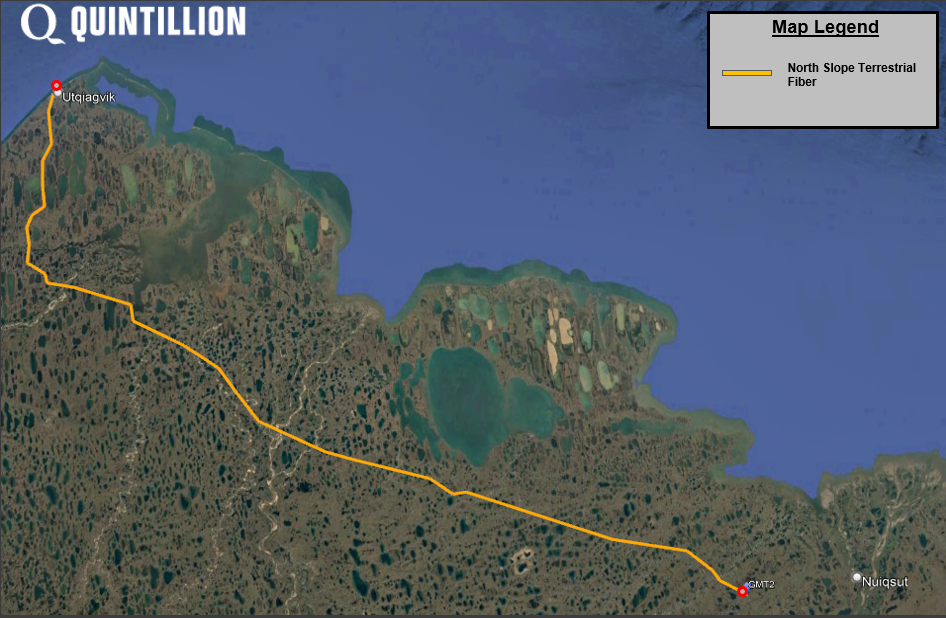 QUINTILLION
Map Legend
North Slope Terrestrial
Fiber
Utqiagvik
GMT2
Nuiqsut